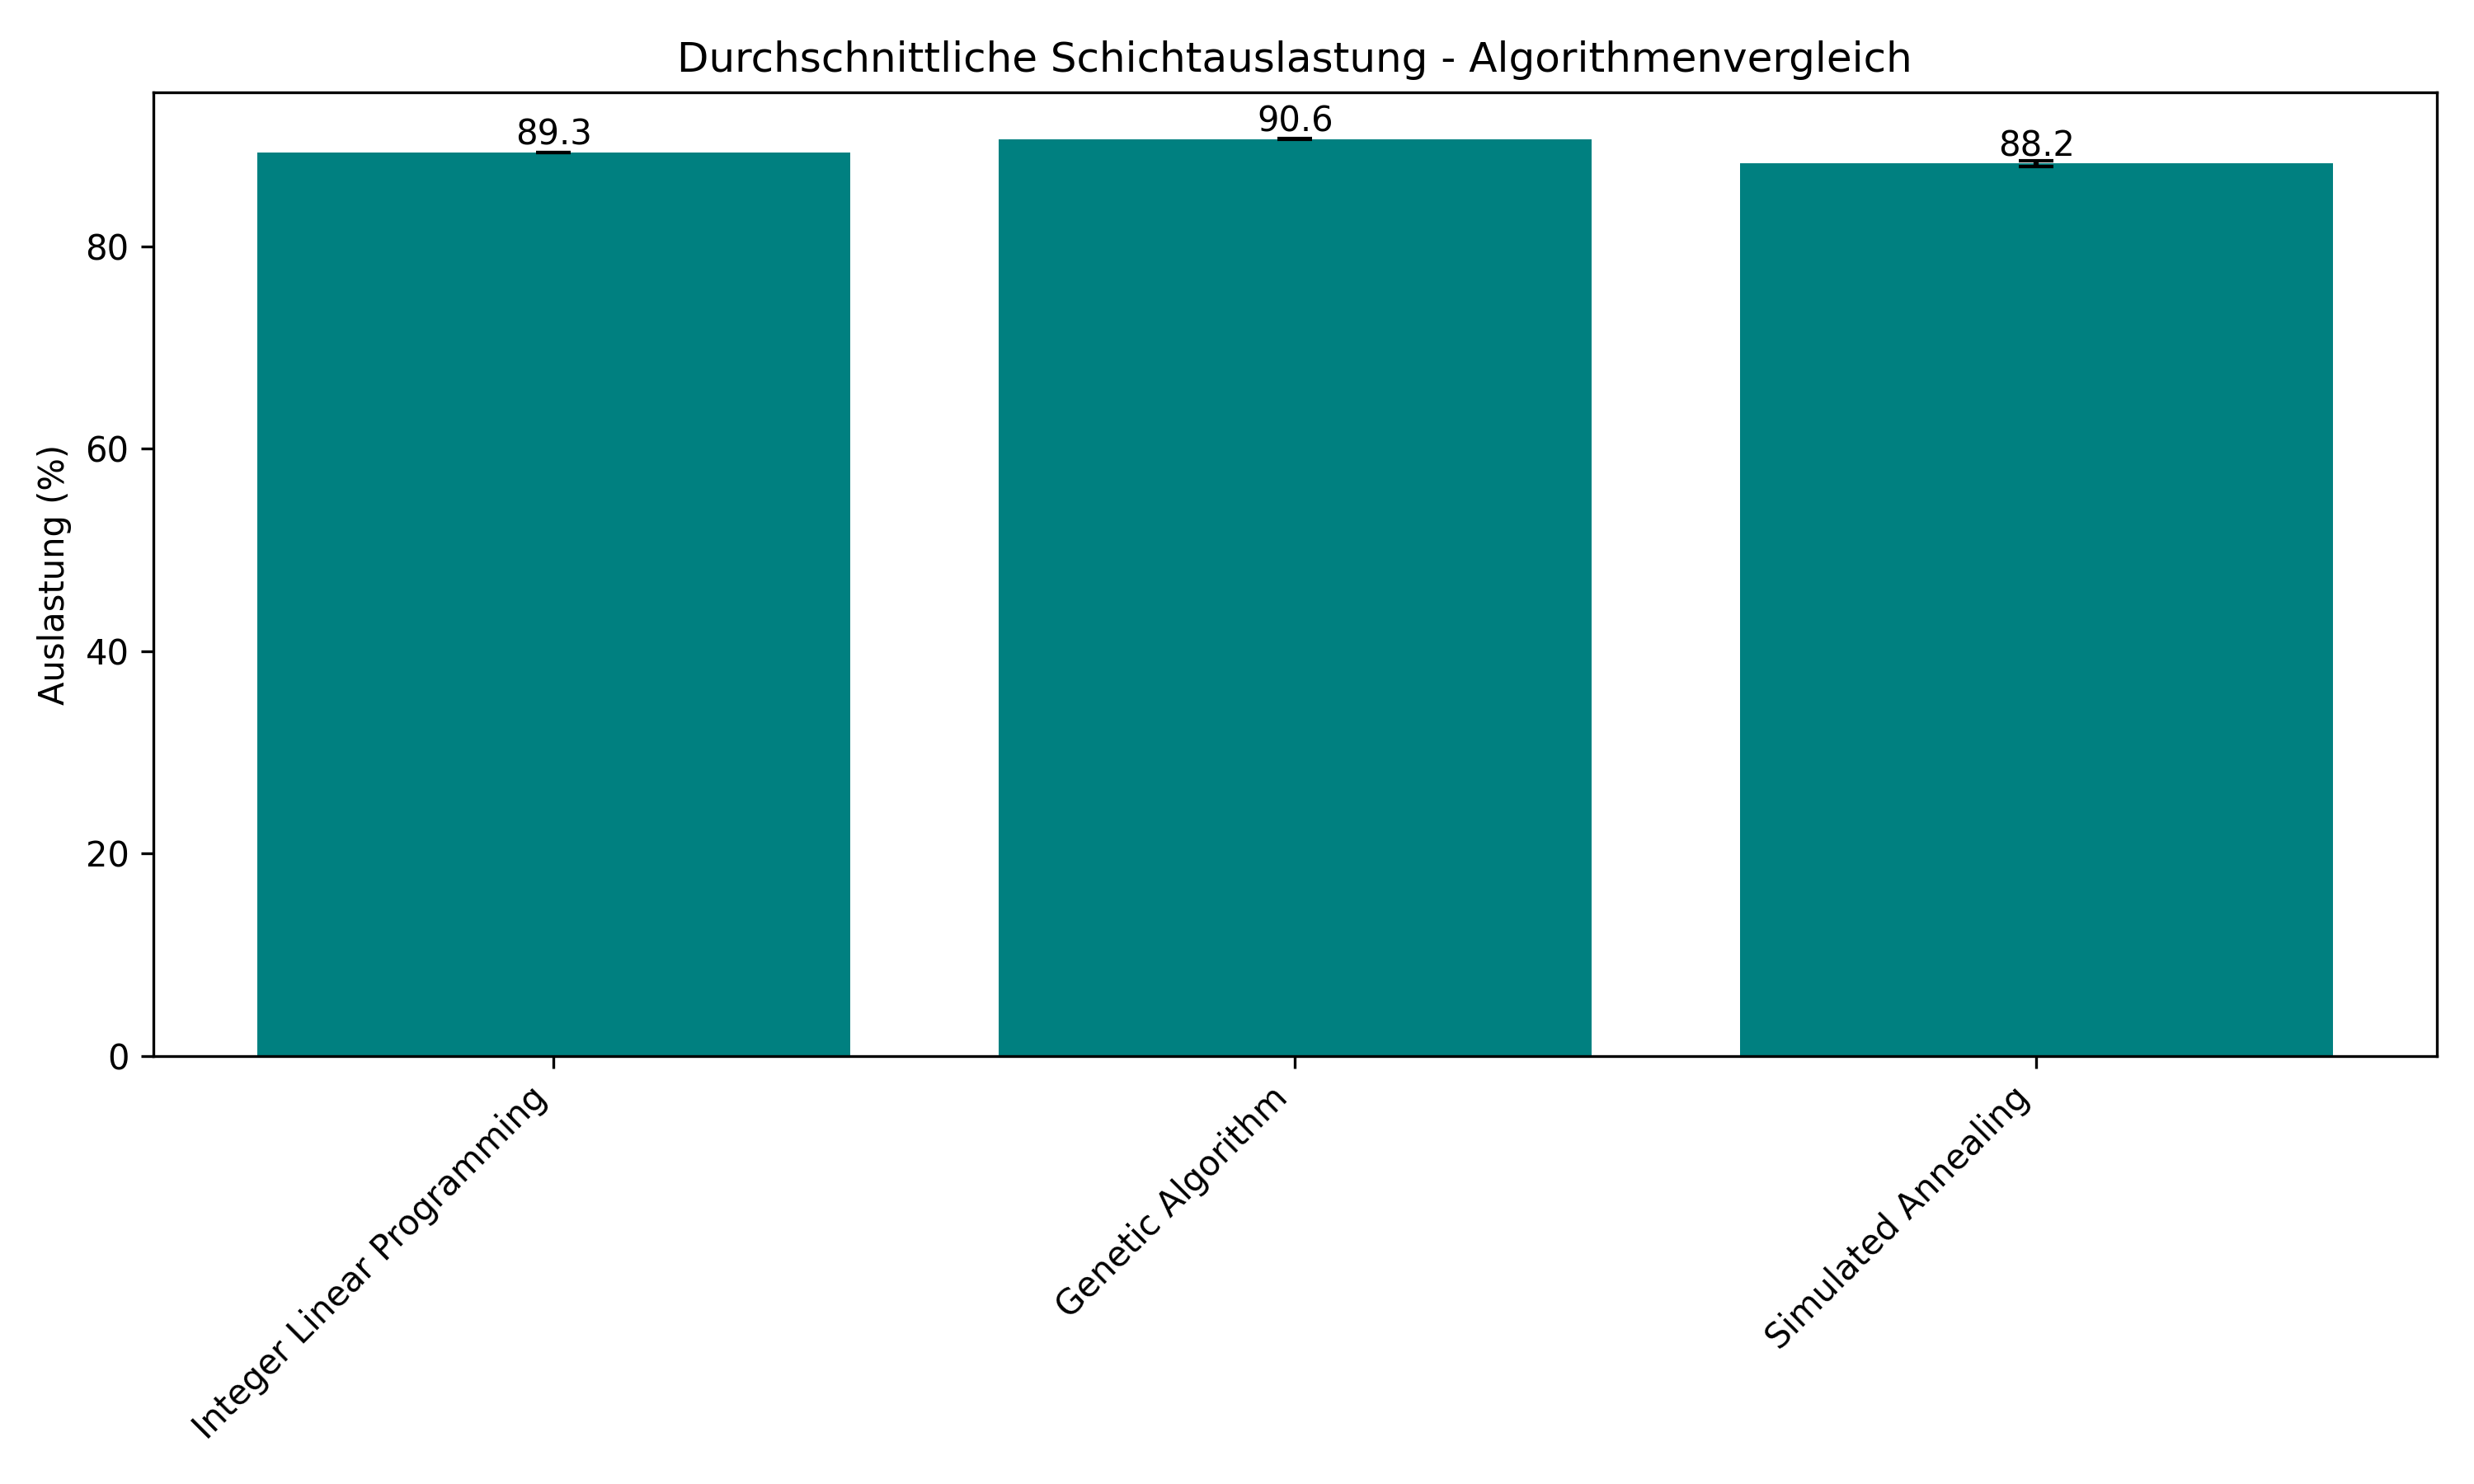 Durchschnittliche Schichtauslastung - Algorithmenvergleich
89.3
90.6
88.2
Auslastung (%)
80
60
40
20
0
Integer Linear Programming
Genetic Algorithm
Simulated Annealing